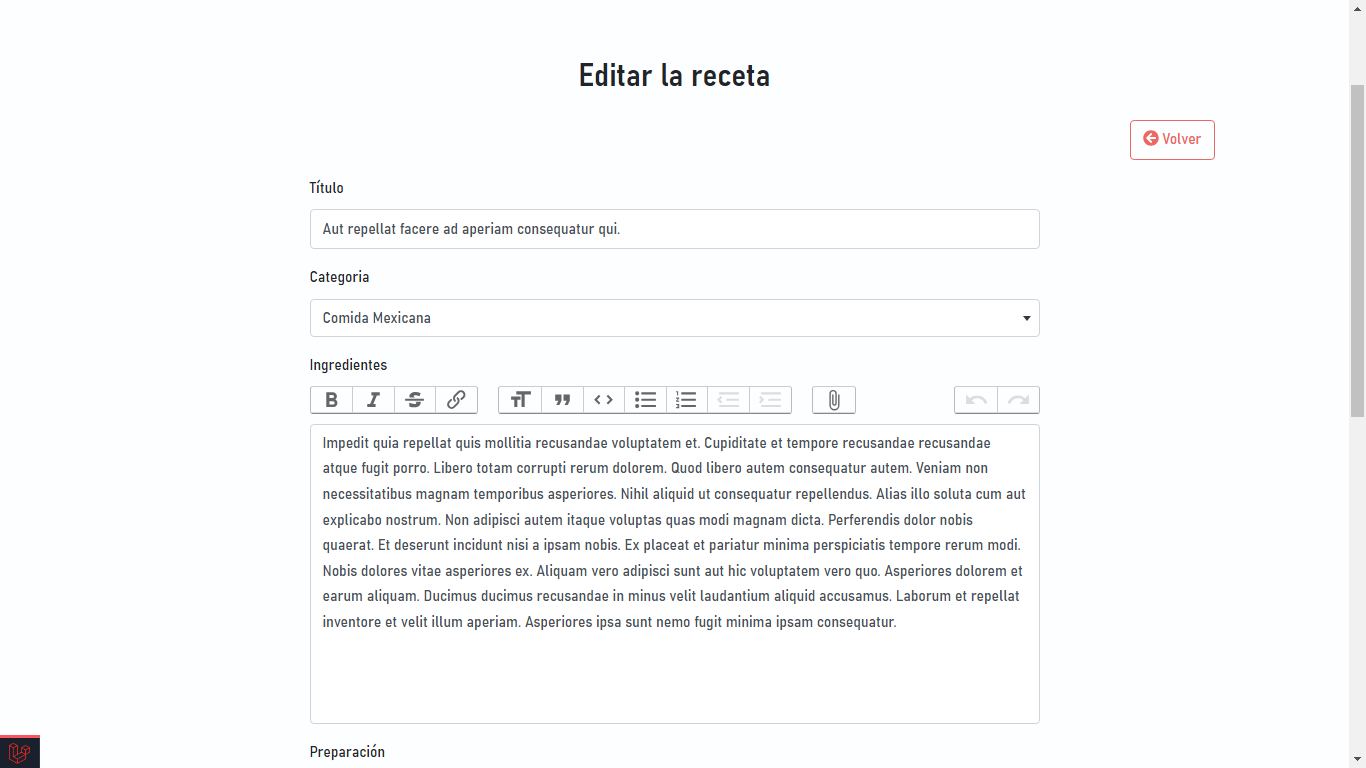 Editar la receta
Volver
Título
Aut repellat facere ad aperiam consequatur qui.
Categoria
Comida Mexicana
Ingredientes
Impedit quia repellat quis mollitia recusandae voluptatem et. Cupiditate et tempore recusandae recusandae
atque fugit porro. Libero totam corrupti rerum dolorem. Quod libero autem consequatur autem. Veniam non
necessitatibus magnam temporibus asperiores. Nihil aliquid ut consequatur repellendus. Alias illo soluta cum aut
explicabo nostrum. Non adipisci autem itaque voluptas quas modi magnam dicta. Perferendis dolor nobis
quaerat. Et deserunt incidunt nisi a ipsam nobis. Ex placeat et pariatur minima perspiciatis tempore rerum modi.
Nobis dolores vitae asperiores ex. Aliquam vero adipisci sunt aut hic voluptatem vero quo. Asperiores dolorem et
earum aliquam. Ducimus ducimus recusandae in minus velit laudantium aliquid accusamus. Laborum et repellat
inventore et velit illum aperiam. Asperiores ipsa sunt nemo fugit minima ipsam consequatur.
Preparación